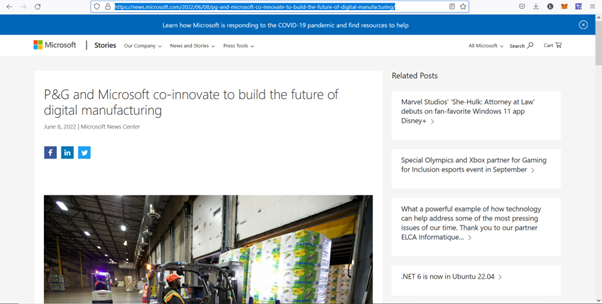 https://news.microsoft.com/2022/06/08/pg-and-microsoft-co-innovate-to-build-the-future-of-digital-manufacturing/
Learn how Microsoft is responding to the COVID-19 pandemic and find resources to help
Microsoft | Stories Our Company News and Stories Press Tools All Microsoft Search Cart
P&G and Microsoft co-innovate to build the future of
digital manufacturing
June 8, 2022 | Microsoft News Center
Related Posts
Marvel Studios' 'She-Hulk: Attorney at Law'
debuts on fan-favorite Windows 11 app
Disney+ >
Special Olympics and Xbox partner for Gaming
for Inclusion esports event in September >
What a powerful example of how technology
can help address some of the most pressing
issues of our time. Thank you to our partner
ELCA Informatique... >
.NET 6 is now in Ubuntu 22.04 >